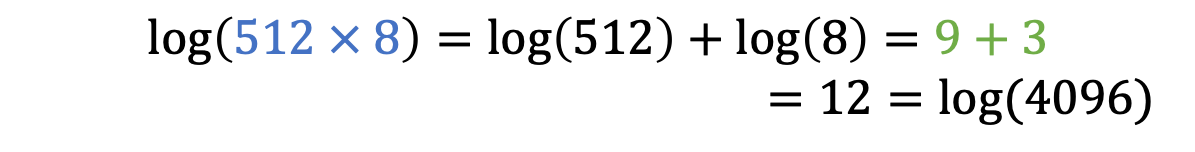 log(512 × 8) = log(512) + log(8) = 9 + 3
= 12 = log(4096)